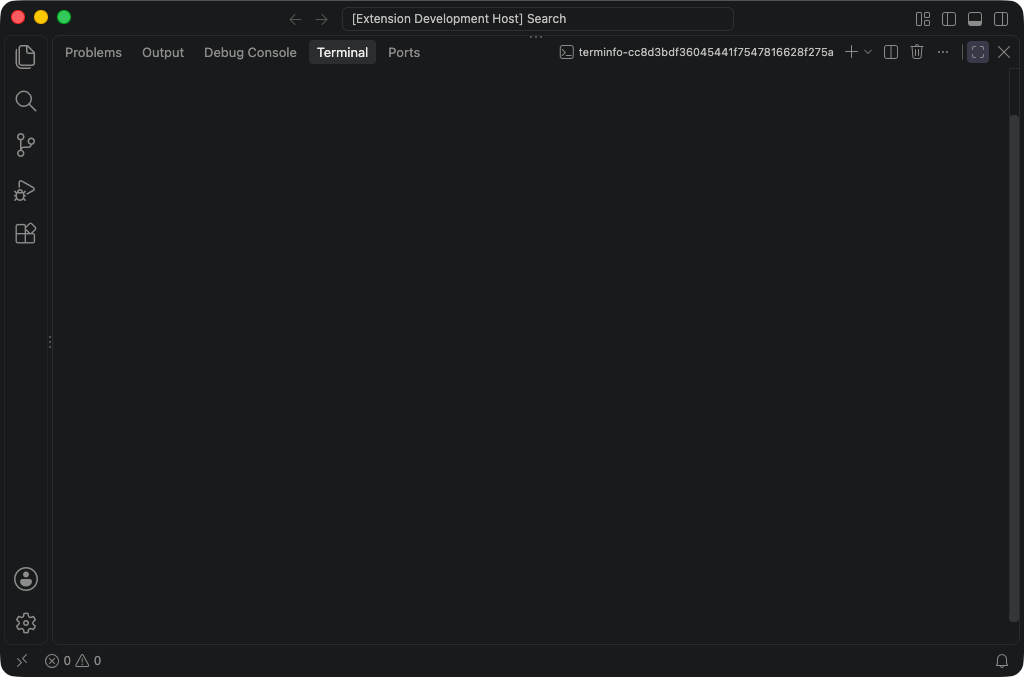 [Extension Development Host] Search
Problems Output Debug Console Terminal Ports terminfo-cc8d3bdf36045441f7547816628f275a
0 0